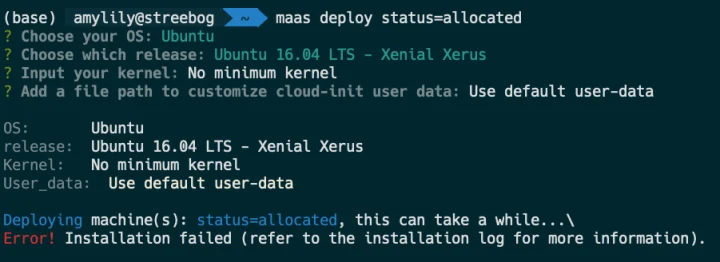 (base) amylily@streebog ~ maas deploy status=allocated
? Choose your OS: Ubuntu
? Choose which release: Ubuntu 16.04 LTS – Xenial Xerus
? Input your kernel: No minimum kernel
? Add a file path to customize cloud-init user data: Use default user-data
OS: Ubuntu
release: Ubuntu 16.04 LTS – Xenial Xerus
Kernel: No minimum kernel
User_data: Use default user-data
Deploying machine(s): status=allocated, this can take a while...\
Error! Installation failed (refer to the installation log for more information).